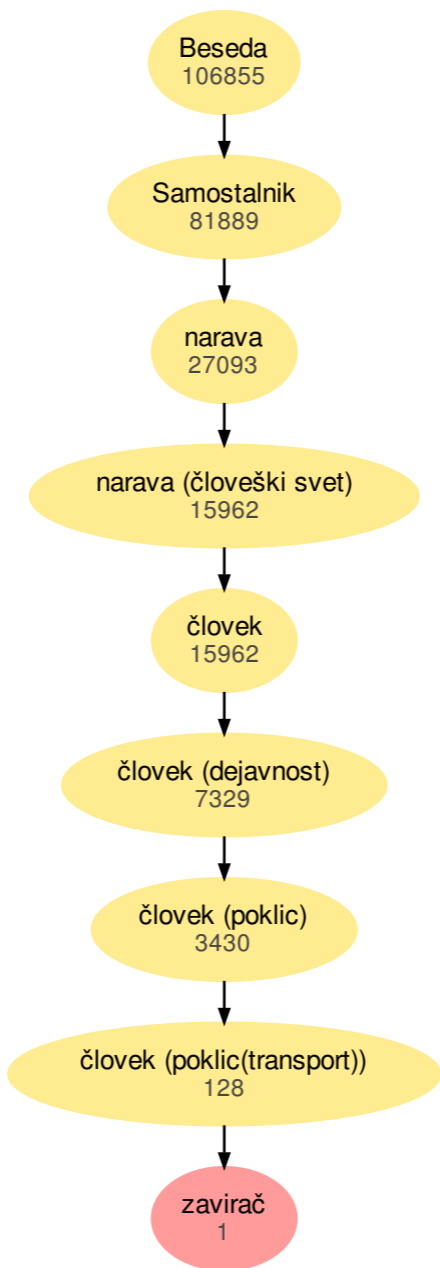 Beseda
106855
Samostalnik
81889
narava
27093
narava (človeški svet)
15962
človek
15962
človek (dejavnost)
7329
človek (poklic)
3430
človek (poklic(transport))
128
zavirač
1